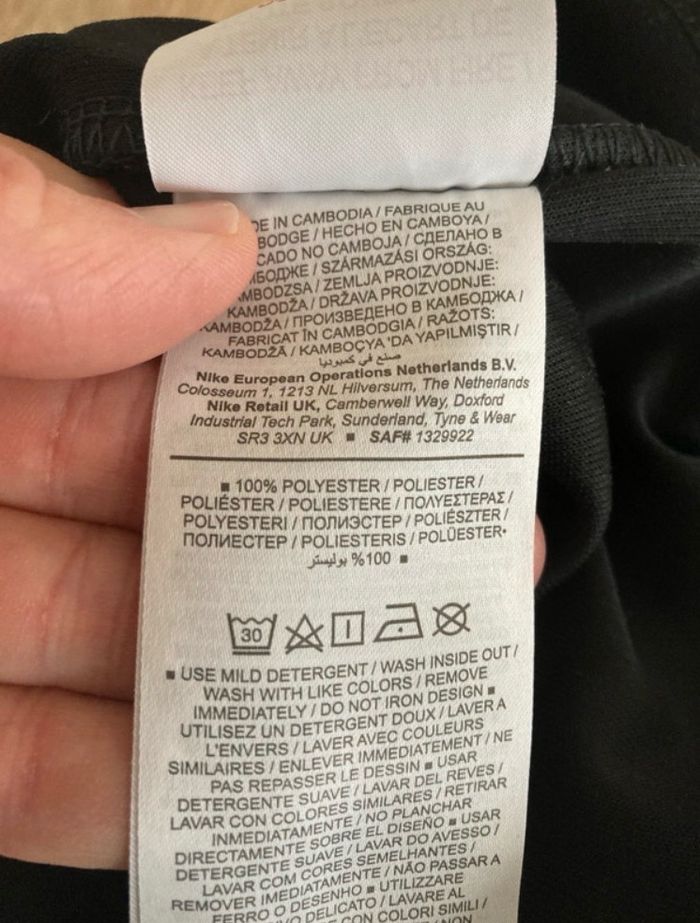 KEEP AWAY FROM FIRE /
TENIR A L'ECART DE
IN CAMBODIA / FABRIQUE AU
/ HECHO EN CAMBOYA /
NO CAMBOJA / СДЕЛАНО В
/ SZÁRMAZÁSI ORSZÁG:
/ ZEMLJA PROIZVODNJE:
KAMBODŽA / DRŽAVA PROIZVODNJE:
KAMBODŽA / ПРОИЗВЕДЕНО В КАМБОДЖА /
FABRICAT ÎN CAMBODGIA / RAŽOTS:
KAMBODŽĀ / KAMBOÇYA 'DA YAPILMIŞTIR /
صنع في كمبوديا
Nike European Operations Netherlands B.V.
Colosseum 1, 1213 NL Hilversum, The Netherlands
Nike Retail UK, Camberwell Way, Doxford
Industrial Tech Park, Sunderland, Tyne & Wear
SR3 3XN UK ■ SAF# 1329922
■ 100% POLYESTER / POLIESTER /
POLIÉSTER / POLIESTERE / ΠΟΛΥΕΣΤΕΡΑΣ /
POLYESTERI / ПОЛИЭСТЕР / POLIÉSZTER /
ПОЛИЕСТЕР / POLIESTERIS / POLÜESTER•
100% بوليستر ■
30
■ USE MILD DETERGENT / WASH INSIDE OUT /
WASH WITH LIKE COLORS / REMOVE
IMMEDIATELY / DO NOT IRON DESIGN ■
UTILISEZ UN DETERGENT DOUX / LAVER A
L'ENVERS / LAVER AVEC COULEURS
SIMILAIRES / ENLEVER IMMEDIATEMENT / NE
PAS REPASSER LE DESSIN ■ USAR
DETERGENTE SUAVE / LAVAR DEL REVES /
LAVAR CON COLORES SIMILARES / RETIRAR
INMEDIATAMENTE / NO PLANCHAR
DIRECTAMENTE SOBRE EL DISEÑO ■ USAR
DETERGENTE SUAVE / LAVAR DO AVESSO /
LAVAR COM CORES SEMELHANTES /
REMOVER IMEDIATAMENTE / NÃO PASSAR A
FERRO O DESENHO ■ UTILIZZARE
DELICATO / LAVARE AL
CON COLORI SIMILI /